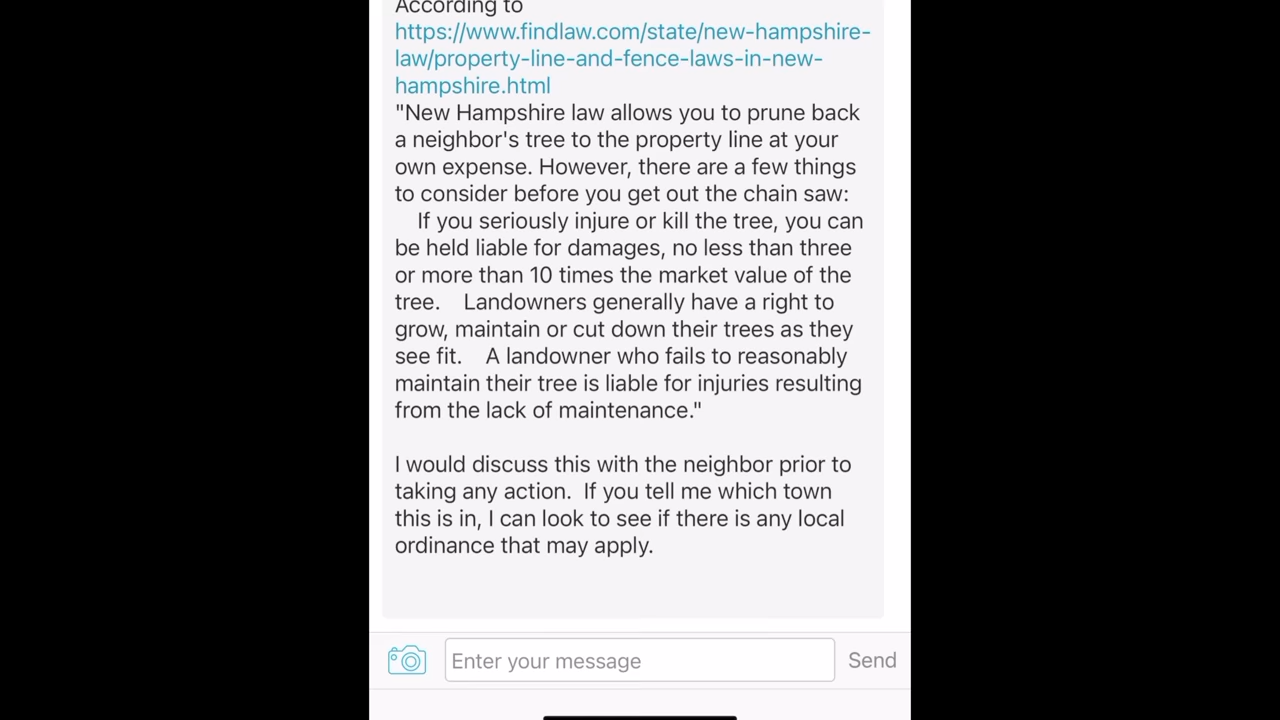 According to
https://www.findlaw.com/state/new-hampshire-
law/property-line-and-fence-laws-in-new-
hampshire.html
"New Hampshire law allows you to prune back
a neighbor's tree to the property line at your
own expense. However, there are a few things
to consider before you get out the chain saw:
If you seriously injure or kill the tree, you can
be held liable for damages, no less than three
or more than 10 times the market value of the
tree.    Landowners generally have a right to
grow, maintain or cut down their trees as they
see fit.    A landowner who fails to reasonably
maintain their tree is liable for injuries resulting
from the lack of maintenance."
I would discuss this with the neighbor prior to
taking any action.  If you tell me which town
this is in, I can look to see if there is any local
ordinance that may apply.
Enter your message
Send